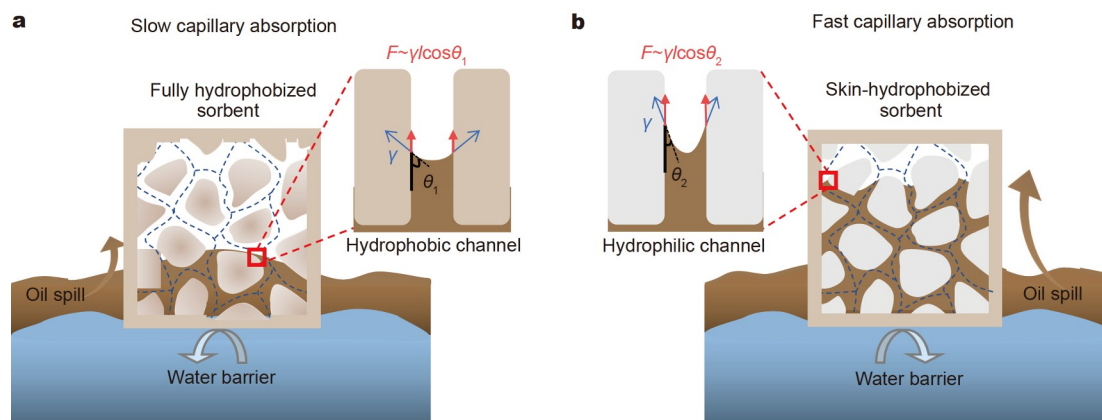 a
Slow capillary absorption
F~γlcosθ₁
Fully hydrophobized
sorbent
γ
θ₁
Hydrophobic channel
Oil spill
Water barrier
b
Fast capillary absorption
F~γlcosθ₂
Skin-hydrophobized
sorbent
γ
θ₂
Hydrophilic channel
Oil spill
Water barrier